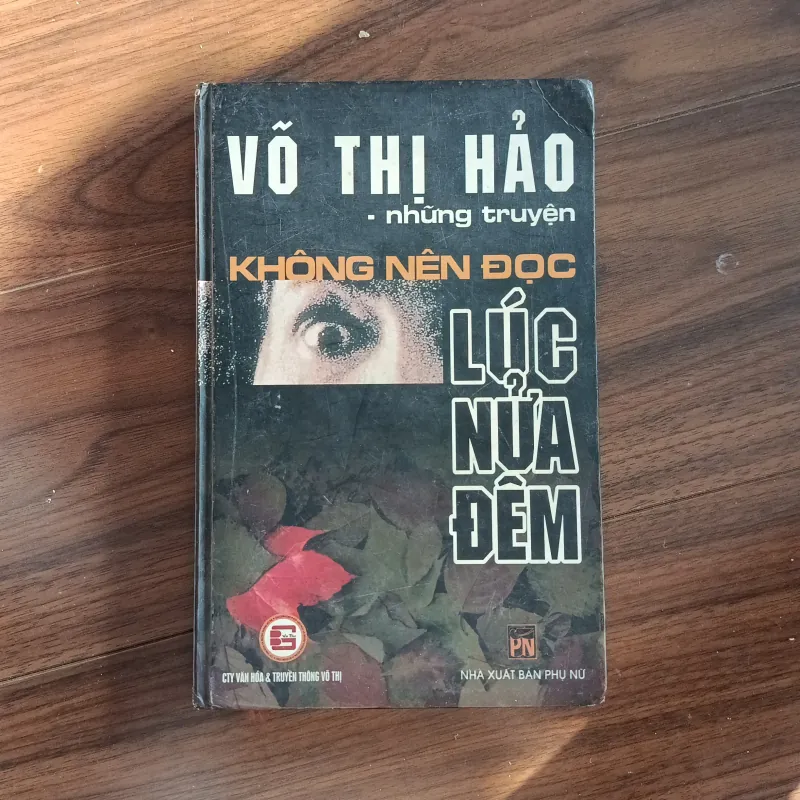 VÕ THỊ HẢO
- những truyện
KHÔNG NÊN ĐỌC
LÚC
NỬA
ĐÊM
PN
CTY VĂN HÓA & TRUYỀN THÔNG VÕ THỊ
NHÀ XUẤT BẢN PHỤ NỮ